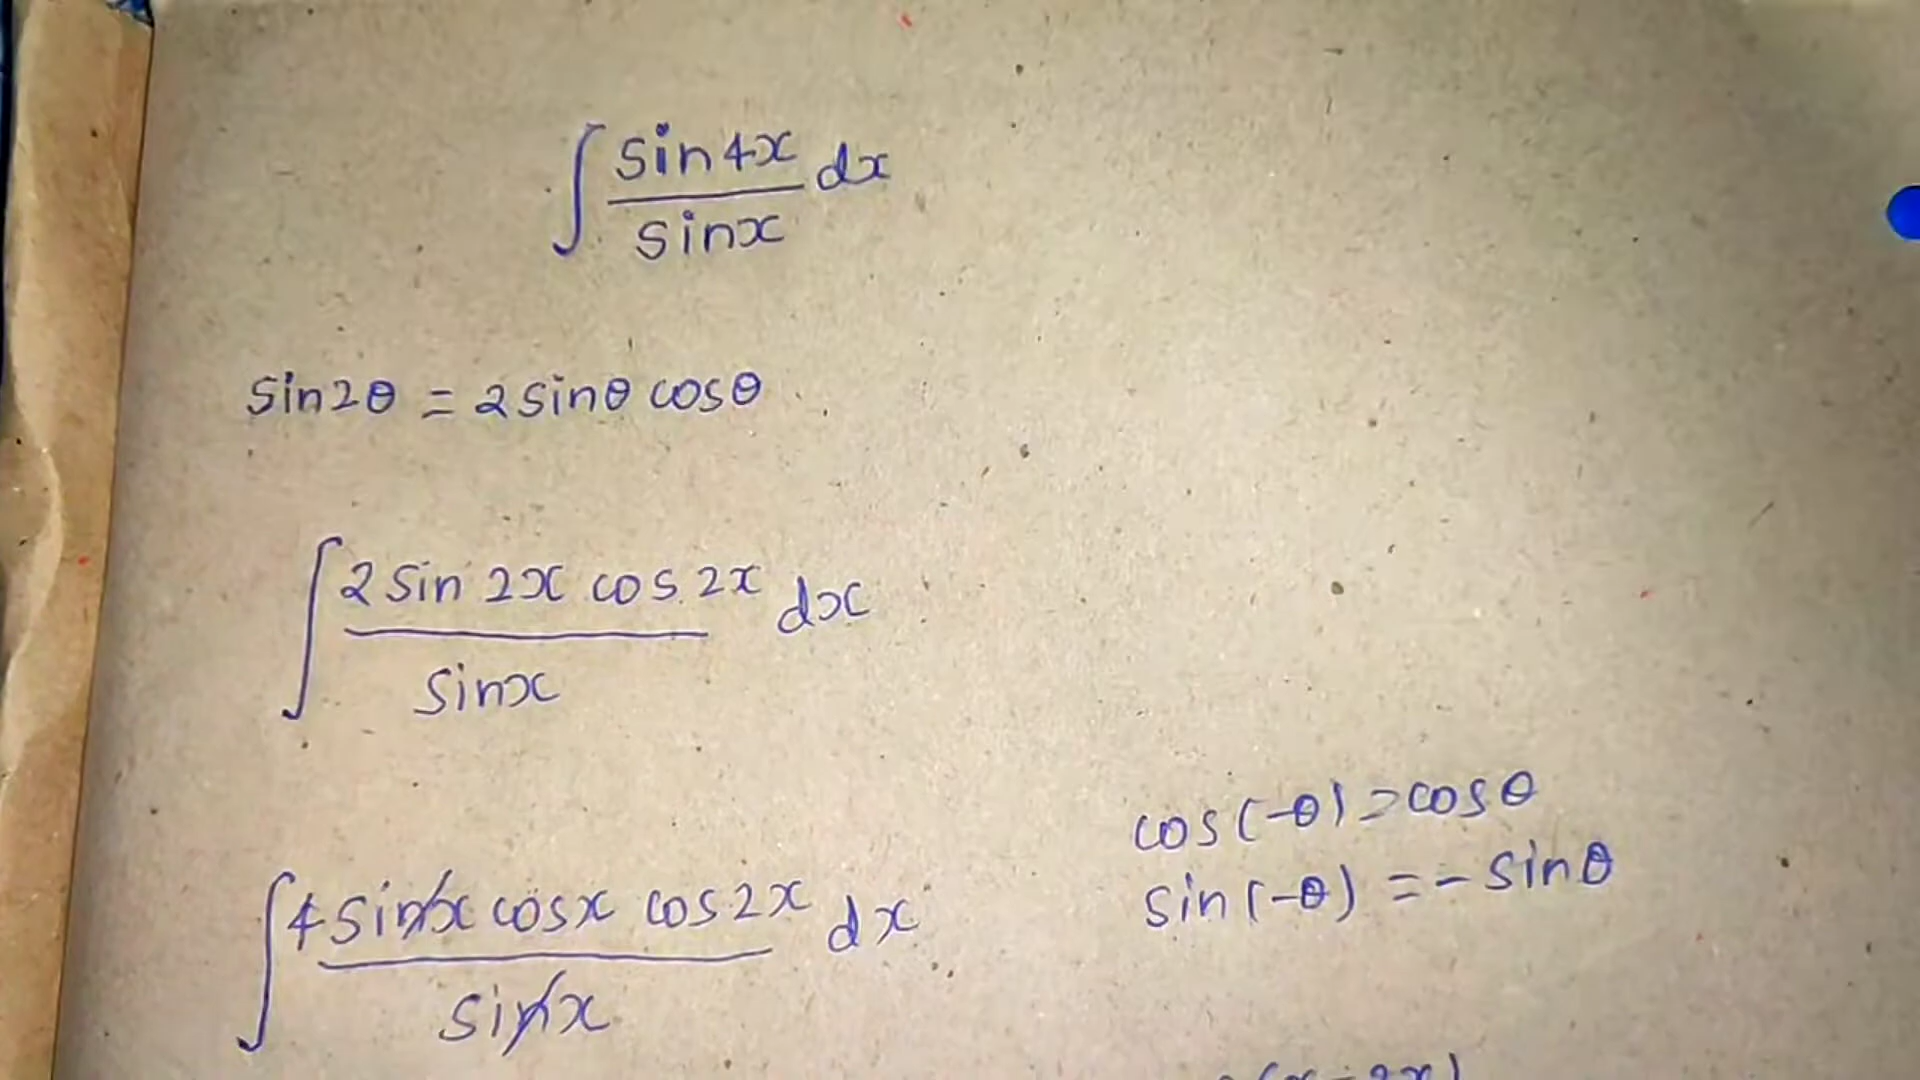 ∫ sin4x/sinx dx
sin2θ = 2sinθ cosθ
∫ 2 sin 2x cos 2x/sinx dx
cos(-θ) = cosθ
sin(-θ) = -sinθ
∫ 4 sinx cosx cos2x/sinx dx
(x-2x)